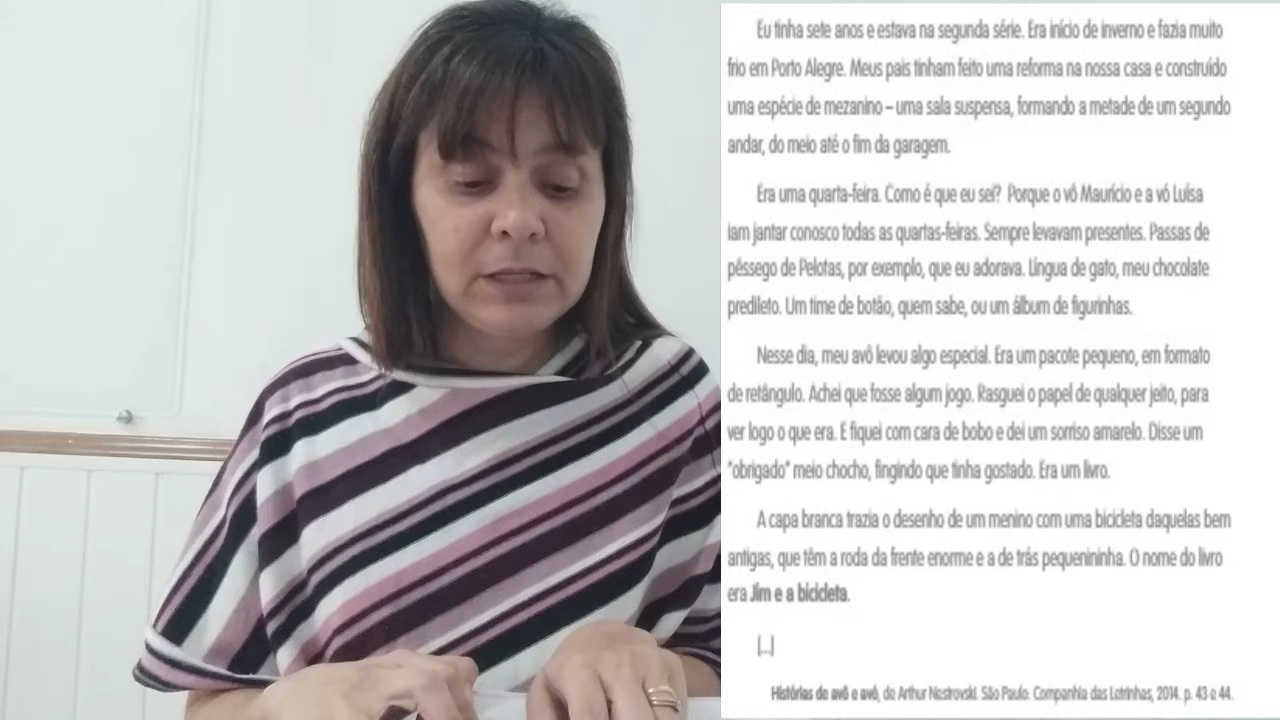 Eu tinha sete anos e estava na segunda série. Era início de inverno e fazia muito
frio em Porto Alegre. Meus pais tinham feito uma reforma na nossa casa e construído
uma espécie de mezanino – uma sala suspensa, formando a metade de um segundo
andar, do meio até o fim da garagem.
Era uma quarta-feira. Como é que eu sei? Porque o vô Maurício e a vó Luísa
iam jantar conosco todas as quartas-feiras. Sempre levavam presentes. Passas de
pêssego de Pelotas, por exemplo, que eu adorava. Língua de gato, meu chocolate
predileto. Um time de botão, quem sabe, ou um álbum de figurinhas.
Nesse dia, meu avô levou algo especial. Era um pacote pequeno, em formato
de retângulo. Achei que fosse algum jogo. Rasguei o papel de qualquer jeito, para
ver logo o que era. E fiquei com cara de bobo e dei um sorriso amarelo. Disse um
"obrigado" meio chocho, fingindo que tinha gostado. Era um livro.
A capa branca trazia o desenho de um menino com uma bicicleta daquelas bem
antigas, que têm a roda da frente enorme e a de trás pequenininha. O nome do livro
era Jim e a bicicleta.
[...]
Histórias de avô e avó, de Arthur Nestrovski. São Paulo: Companhia das Letrinhas, 2014. p. 43 e 44.